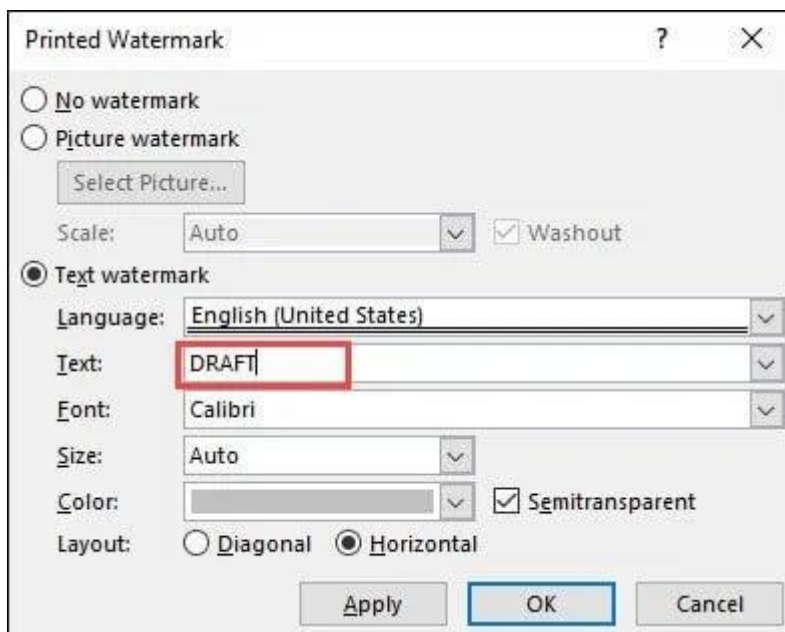 Printed Watermark ? ×
No watermark
Picture watermark
Select Picture...
Scale: Auto Washout
Text watermark
Language: English (United States)
Text: DRAFT
Font: Calibri
Size: Auto
Color: Semitransparent
Layout: Diagonal Horizontal
Apply OK Cancel